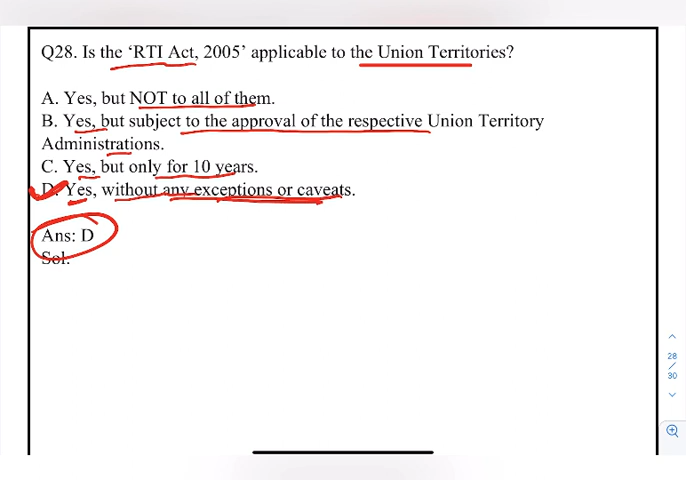 Q28. Is the ‘RTI Act, 2005’ applicable to the Union Territories?
A. Yes, but NOT to all of them.
B. Yes, but subject to the approval of the respective Union Territory
Administrations.
C. Yes, but only for 10 years.
D. Yes, without any exceptions or caveats.
Ans: D
Sol:
28
/
30